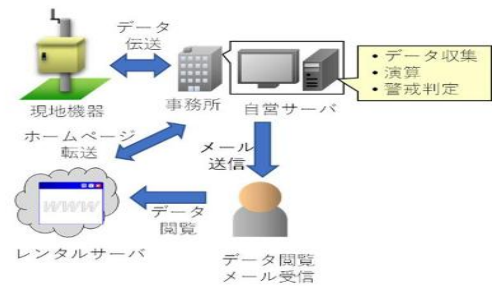 データ
伝送
• データ収集
• 演算
• 警戒判定
現地機器
事務所
自営サーバ
ホームページ
転送
メール
送信
WWW
データ
閲覧
レンタルサーバ
データ閲覧
メール受信